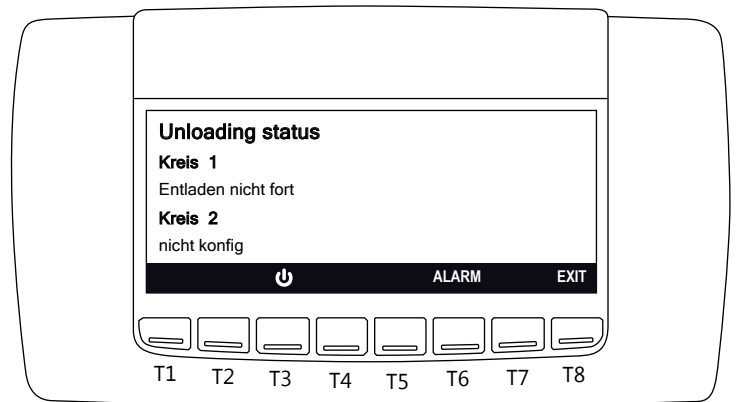 Unloading status
Kreis 1
Entladen nicht fort
Kreis 2
nicht konfig
ALARM EXIT
T1 T2 T3 T4 T5 T6 T7 T8